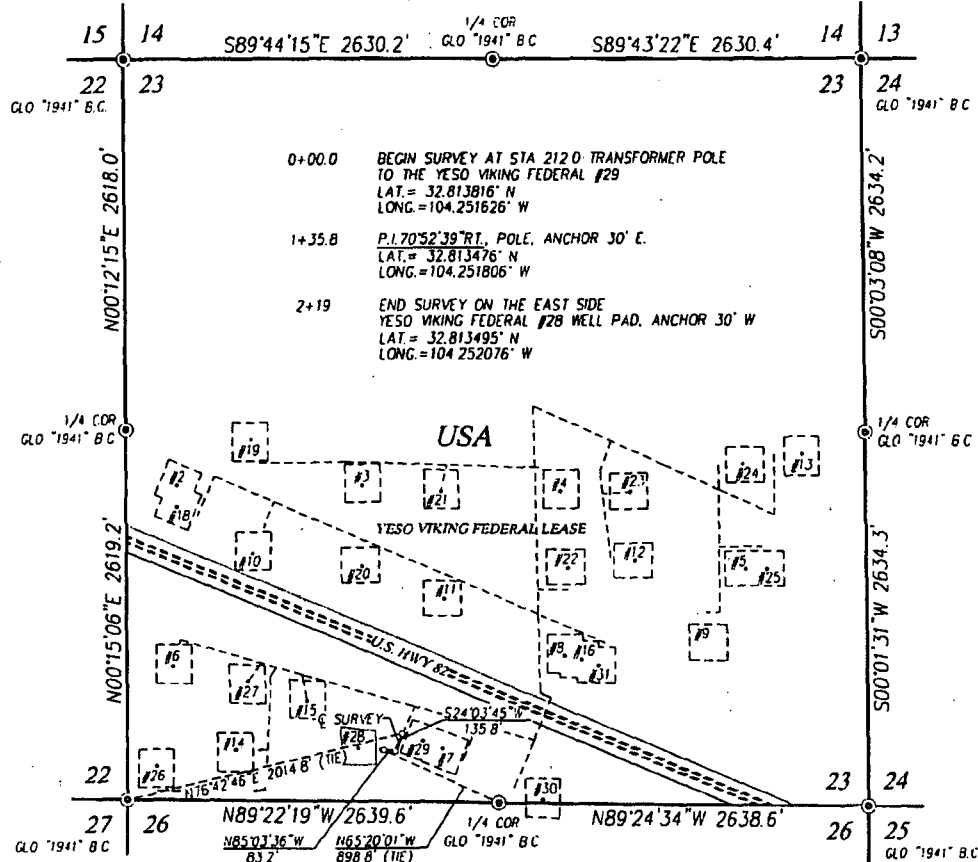 1/4 COR
15 14
S89°44'15"E 2630.2'
GLO "1941" B C
S89°43'22"E 2630.4'
14 13
22 23
23 24
GLO "1941" B.C.
GLO "1941" B C
0+00.0 BEGIN SURVEY AT STA 212 0 TRANSFORMER POLE
TO THE YESO VIKING FEDERAL #29
LAT.= 32.813816° N
LONG.=104.251626° W
1+35.8 P.I.70°52'39"RT., POLE, ANCHOR 30' E.
LAT.= 32.813476° N
LONG.=104.251806° W
2+19 END SURVEY ON THE EAST SIDE
YESO VIKING FEDERAL #28 WELL PAD, ANCHOR 30' W
LAT.= 32.813495° N
LONG.=104 252076° W
N00°12'15"E 2618.0'
S00°03'08"W 2634.2'
1/4 COR
GLO "1941" B C
1/4 COR
GLO "1941" B C
USA
#19
#13
#24
#2
#3
#21
#4
#23
#18
YESO VIKING FEDERAL LEASE
#10
#20
#22
#12
#5
#25
#11
N00°15'06"E 2619.2'
S00°01'31"W 2634.3'
U.S. HWY 82
#9
#6
#8
#16
#31
#27
#15
S24°03'45"W
135 8'
℄ SURVEY
#14
#28
#29
#7
#26
N76°42'46"E 2014 8' (TIE)
#30
22
23 24
N89°22'19"W 2639.6'
N89°24'34"W 2638.6'
27 26
1/4 COR
26 25
GLO "1941" B C
N85°03'36"W
83.2'
N65°20'01"W
898 8' (TIE)
GLO "1941" B C
GLO "1941" B C